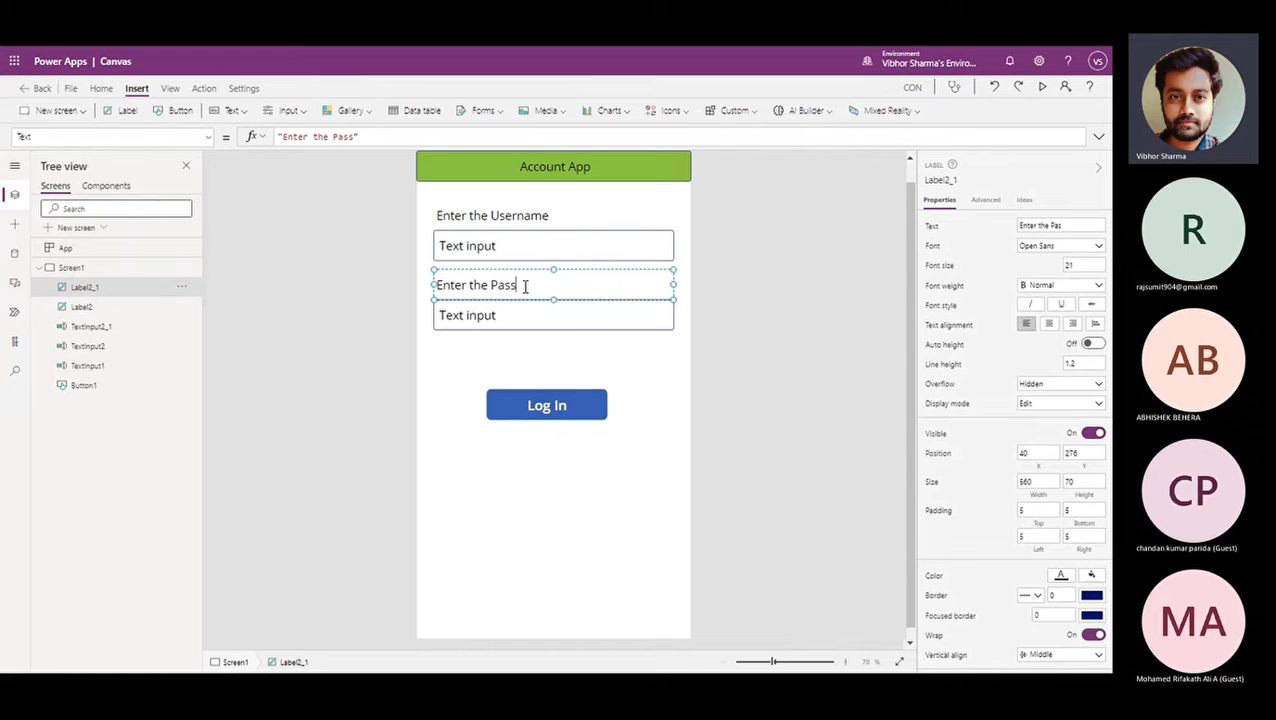 Power Apps | Canvas
Environment
Vibhor Sharma's Enviro...
VS
Back
File
Home
Insert
View
Action
Settings
CON
New screen
Label
Button
Text
Input
Gallery
Data table
Forms
Media
Charts
Icons
Custom
AI Builder
Mixed Reality
Text
=
fx
"Enter the Pass"
Tree view
Screens
Components
Search
New screen
App
Screen1
Label2_1
Label2
TextInput2_1
TextInput2
TextInput1
Button1
Account App
Enter the Username
Text input
Enter the Pass
Text input
Log In
LABEL
Label2_1
Properties
Advanced
Ideas
Text
Enter the Pas
Font
Open Sans
Font size
21
Font weight
B Normal
Font style
Text alignment
Auto height
Off
Line height
1.2
Overflow
Hidden
Display mode
Edit
Visible
On
Position
40
276
X
Y
Size
560
70
Width
Height
Padding
5
5
Top
Bottom
5
5
Left
Right
Color
Border
0
Focused border
0
Wrap
On
Vertical align
Middle
Screen1
Label2_1
70 %
Vibhor Sharma
R
rajsumit904@gmail.com
AB
ABHISHEK BEHERA
CP
chandan kumar parida (Guest)
MA
Mohamed Rifakath Ali A (Guest)